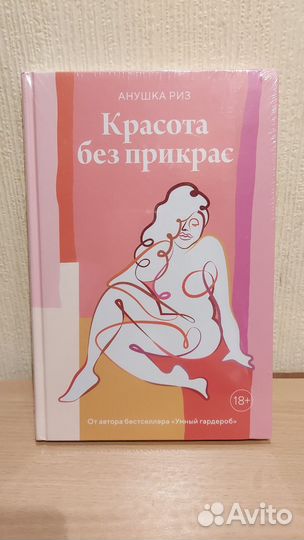 АНУШКА РИЗ
Красота
без прикрас
18+
От автора бестселлера «Умный гардероб»
Avito